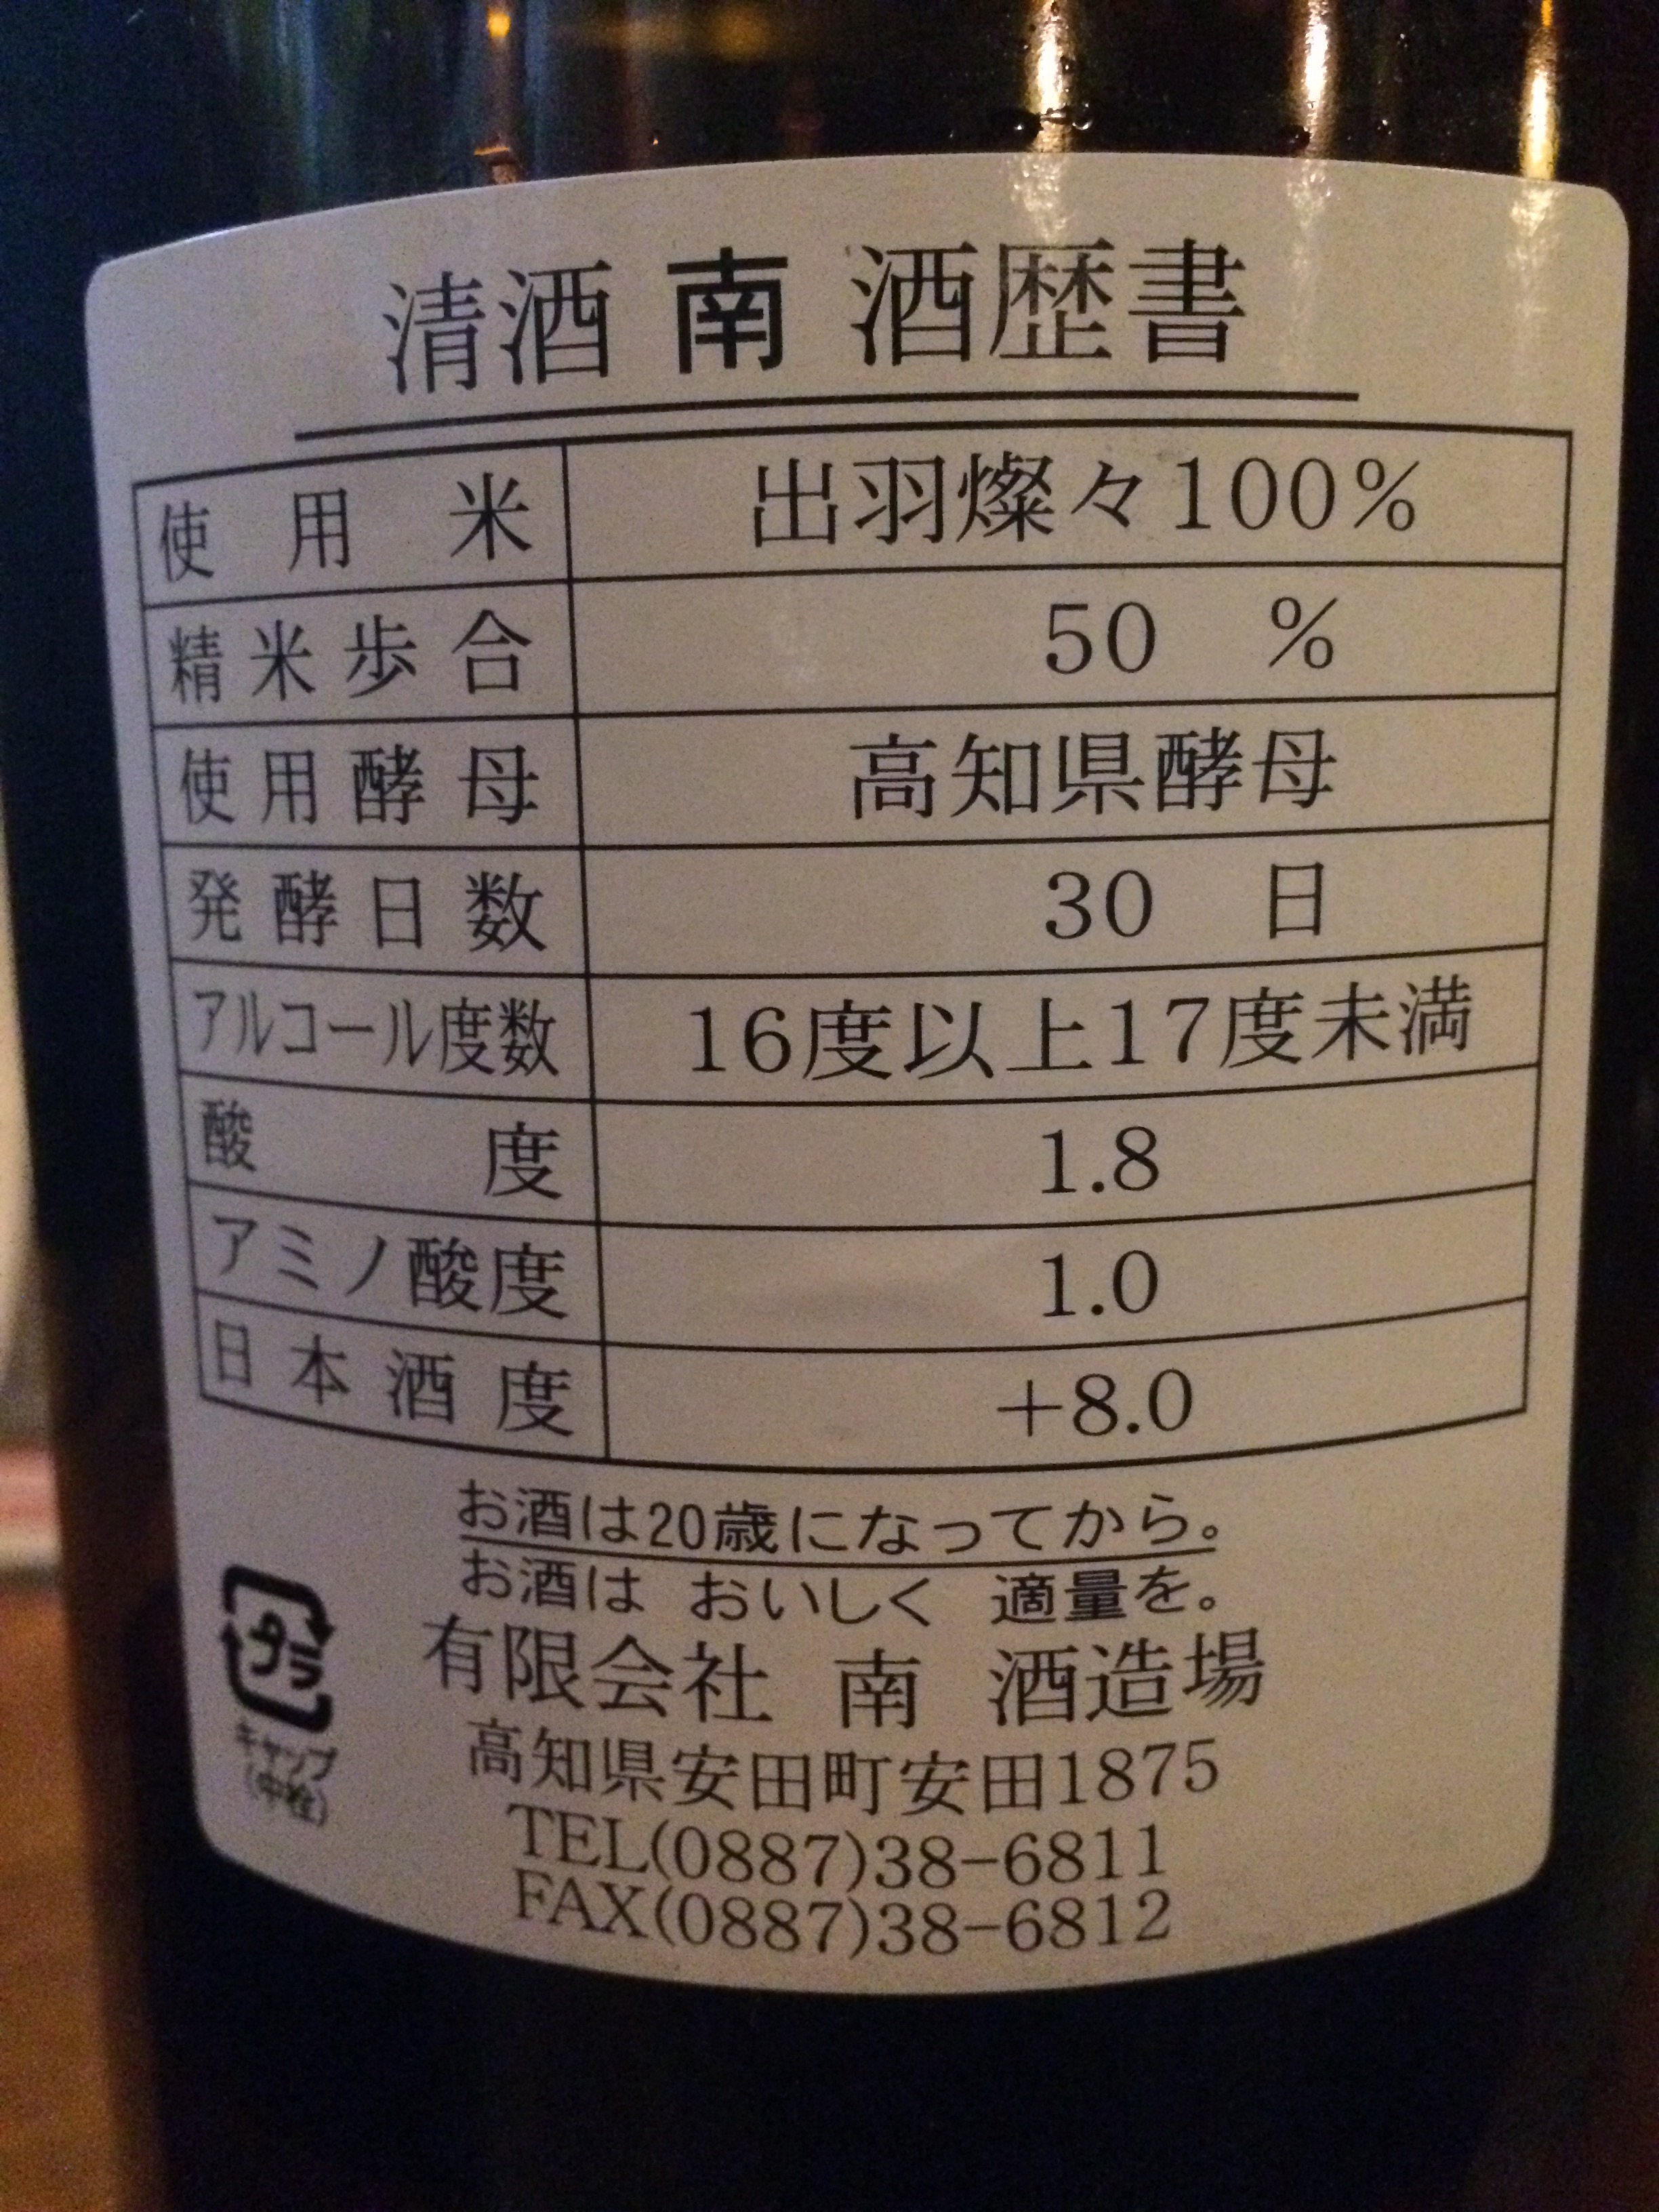 清酒 南 酒歴書
使用米 出羽燦々100%
精米歩合 50 %
使用酵母 高知県酵母
発酵日数 30 日
アルコール度数 16度以上17度未満
酸度 1.8
アミノ酸度 1.0
日本酒度 +8.0
お酒は20歳になってから。
お酒は おいしく 適量を。
プラ
キャップ
(中栓)
有限会社 南 酒造場
高知県安田町安田1875
TEL(0887)38-6811
FAX(0887)38-6812